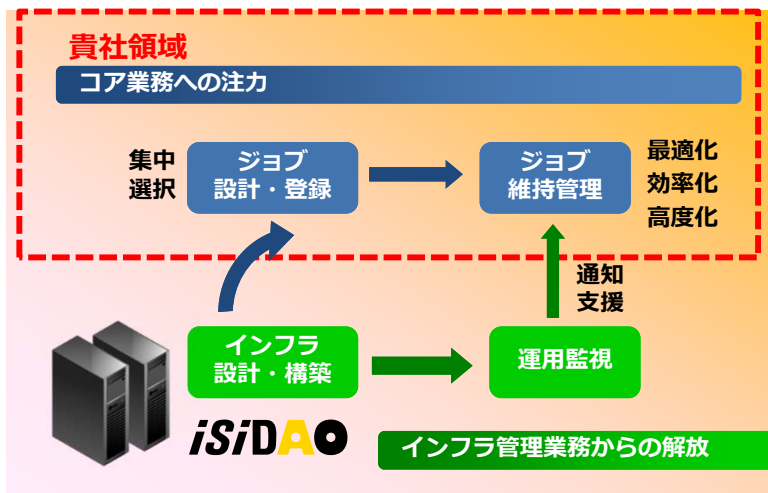 貴社領域
コア業務への注力
集中
選択
ジョブ
設計・登録
ジョブ
維持管理
最適化
効率化
高度化
通知
支援
インフラ
設計・構築
運用監視
iSiDAO
インフラ管理業務からの解放